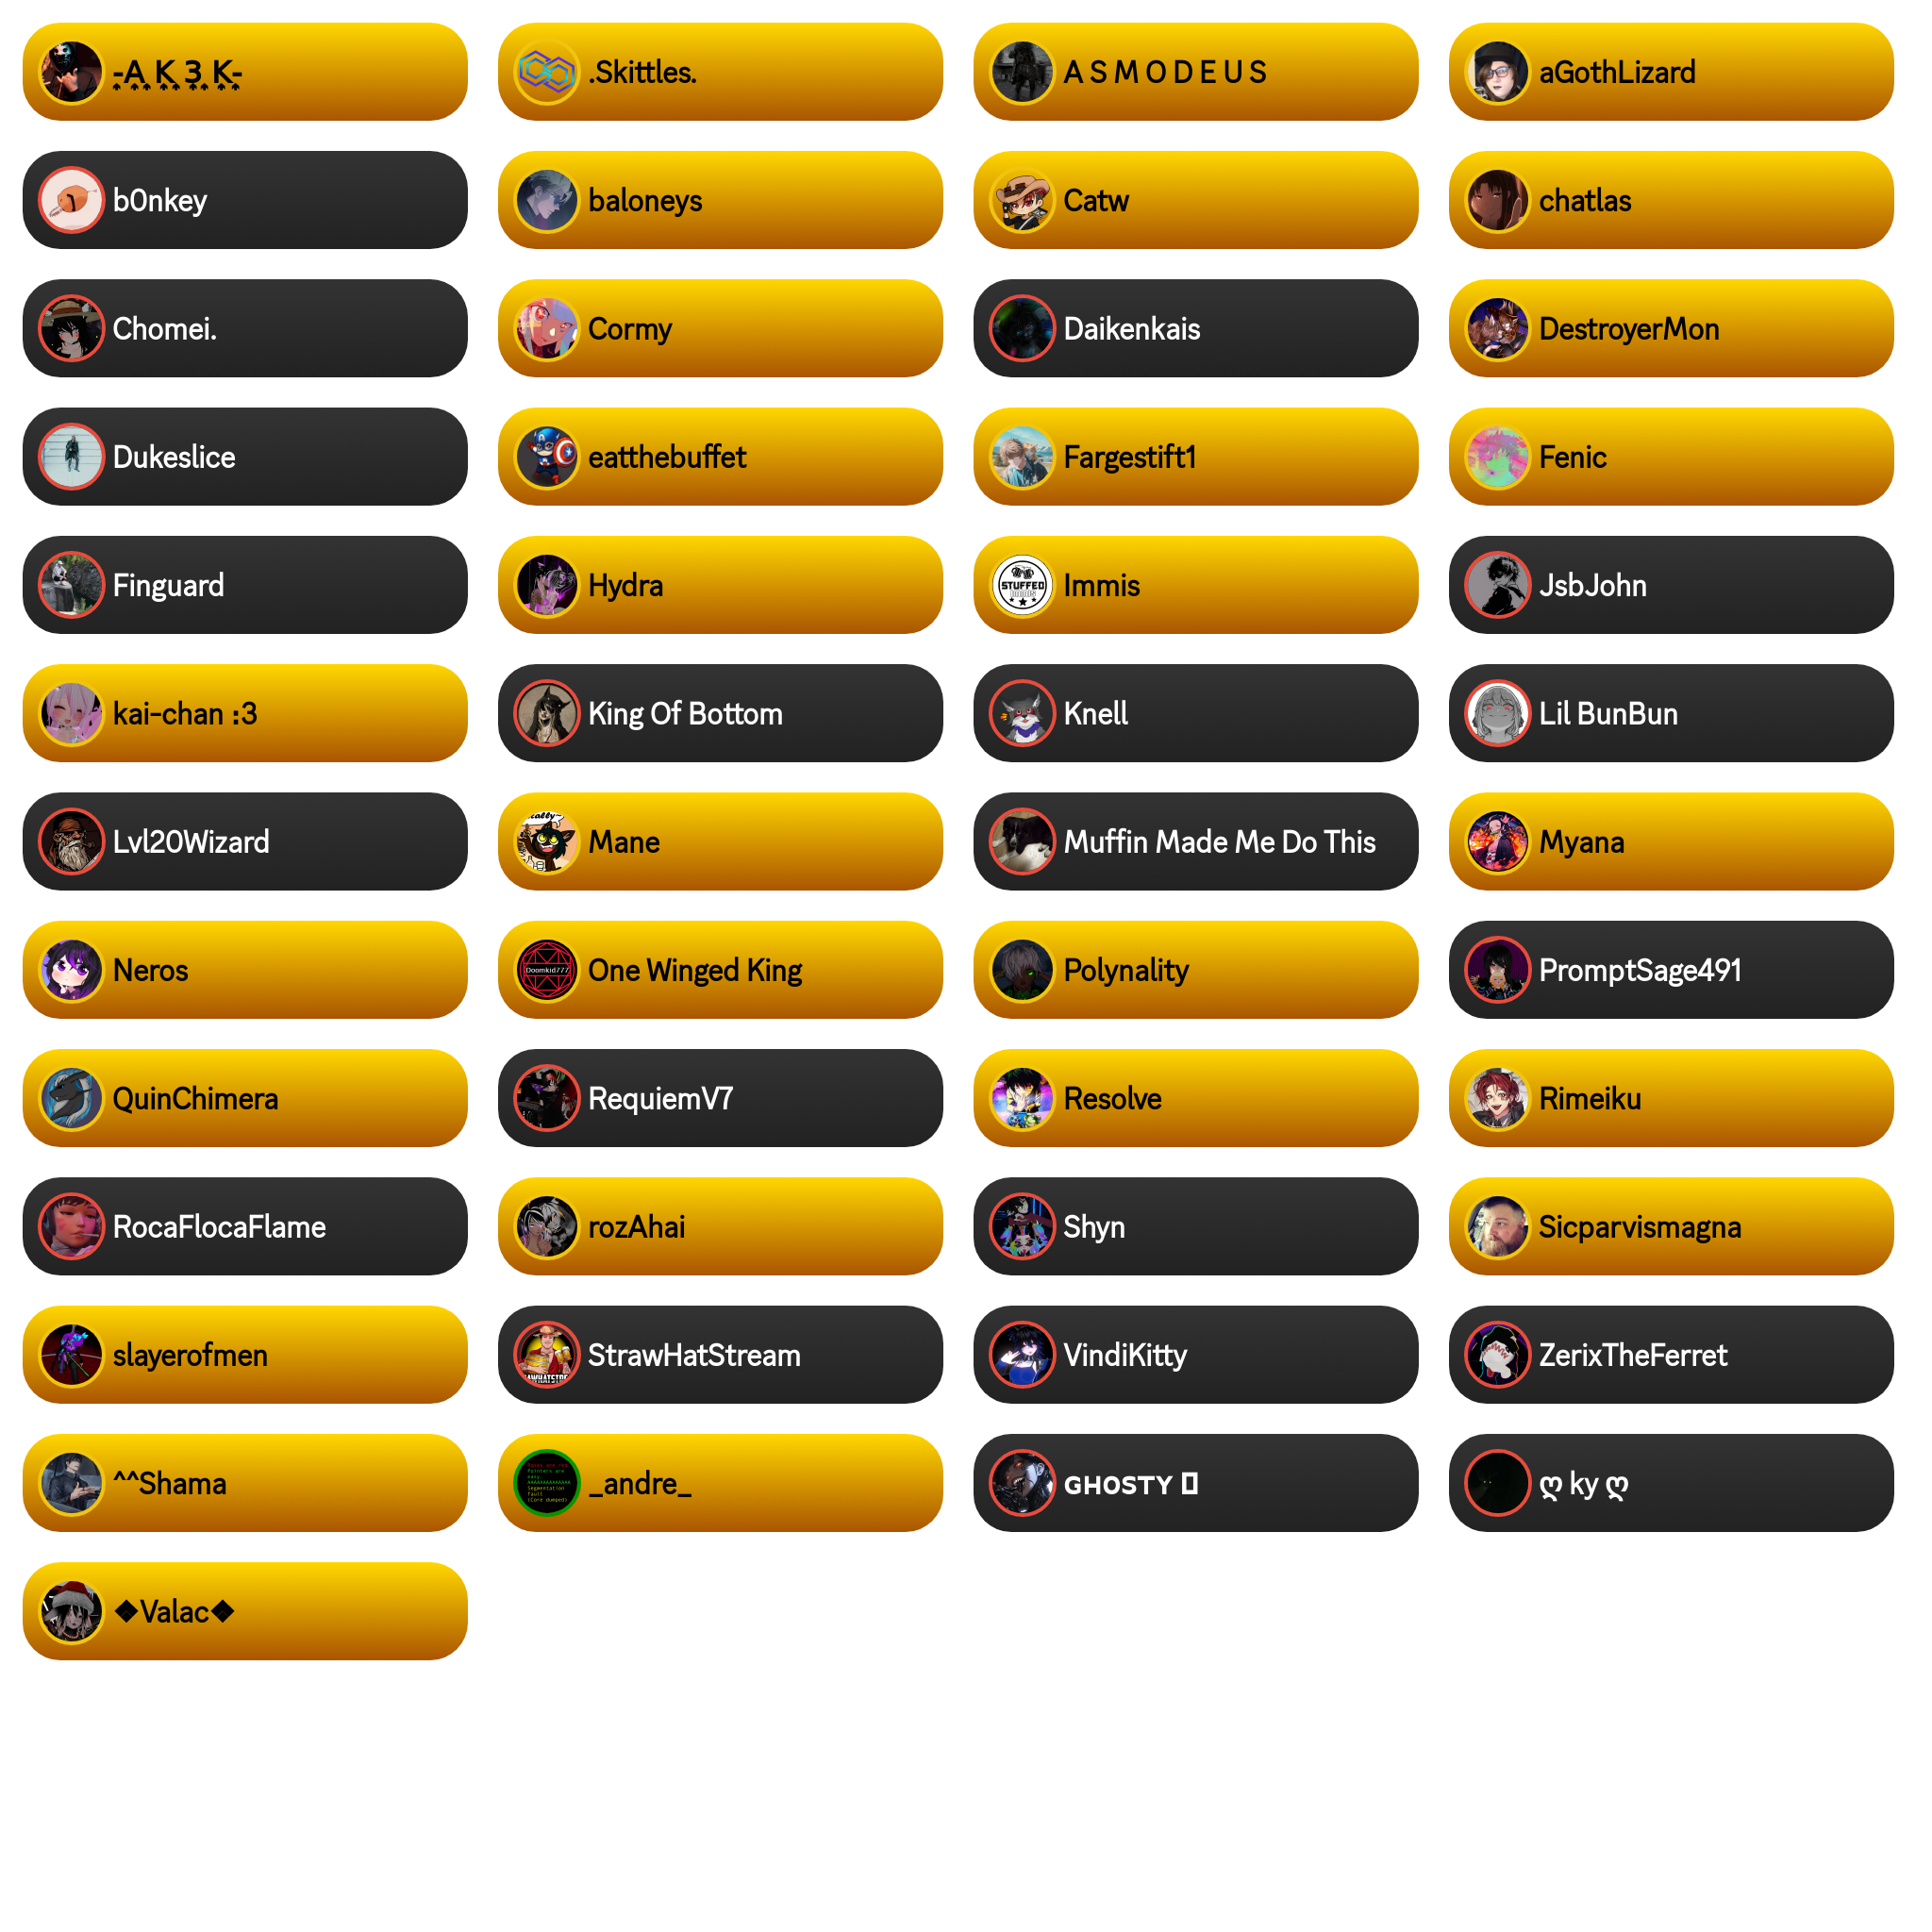 -A K 3 K-
.Skittles.
A S M O D E U S
aGothLizard
b0nkey
baloneys
Catw
chatlas
Chomei.
Cormy
Daikenkais
DestroyerMon
Dukeslice
eatthebuffet
Fargestift1
Fenic
Finguard
Hydra
STUFFED
Immis
JsbJohn
kai-chan :3
King Of Bottom
Knell
Lil BunBun
Lvl20Wizard
Mane
Muffin Made Me Do This
Myana
Neros
Doomkid777
One Winged King
Polynality
PromptSage491
QuinChimera
RequiemV7
Resolve
Rimeiku
RocaFlocaFlame
rozAhai
Shyn
Sicparvismagna
slayerofmen
StrawHatStream
VindiKitty
ZerixTheFerret
^^Shama
_andre_
ɢʜᴏsᴛʏ
ღ ky ღ
❖Valac❖